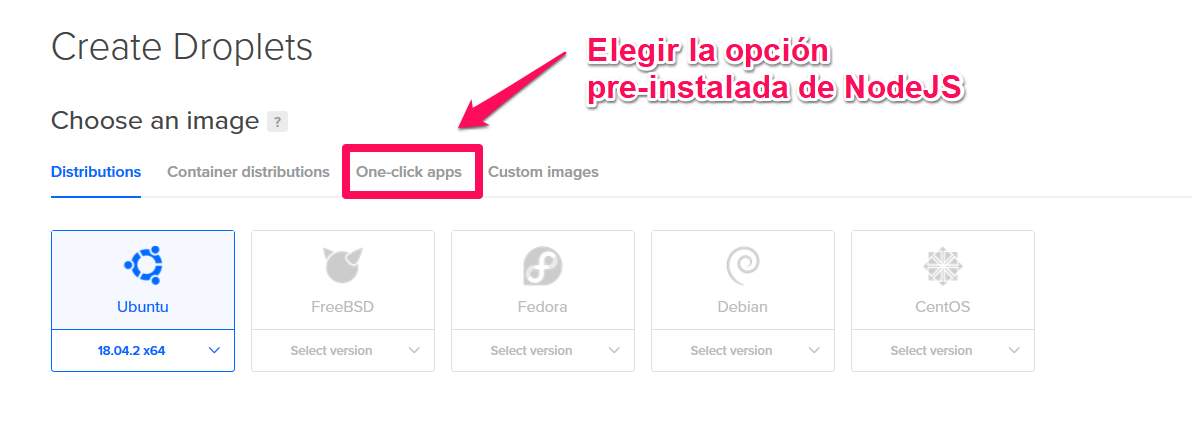 Create Droplets
Elegir la opción
pre-instalada de NodeJS
Choose an image ?
Distributions Container distributions One-click apps Custom images
Ubuntu FreeBSD Fedora Debian CentOS
18.04.2 x64 Select version Select version Select version Select version